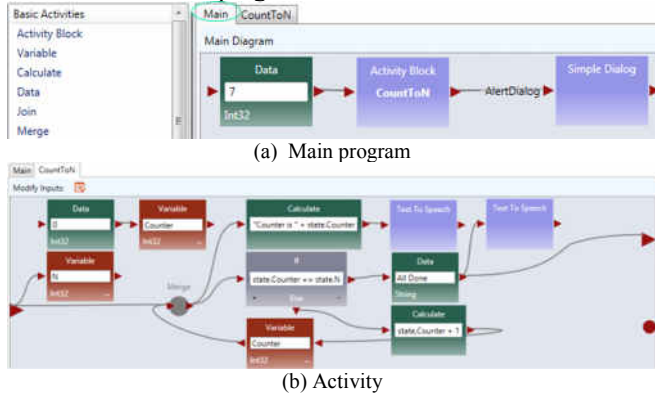 Basic Activities
Activity Block
Variable
Calculate
Data
Join
Merge
Main CountToN
Main Diagram
Data
7
Int32
Activity Block
CountToN
AlertDialog
Simple Dialog
(a) Main program
Main CountToN
Modify Inputs:
Data
0
Int32
Variable
Counter
Int32 ...
Calculate
"Counter is " + state.Counter
Text To Speech
Text To Speech
Variable
N
Int32 ...
Merge
If
state.Counter == state.N
Else
Data
All Done
String
Variable
Counter
Int32 ...
Calculate
state.Counter + 1
(b) Activity